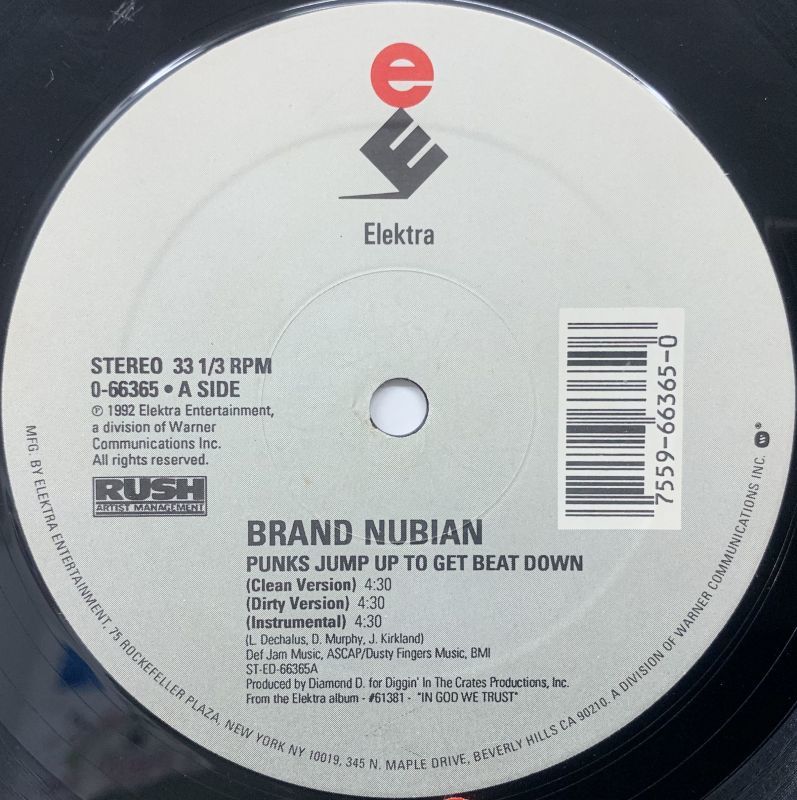 e
E
Elektra
STEREO 33 1/3 RPM
0-66365 • A SIDE
℗ 1992 Elektra Entertainment,
a division of Warner
Communications Inc.
All rights reserved.
RUSH
ARTIST MANAGEMENT
7559-66365-0
BRAND NUBIAN
PUNKS JUMP UP TO GET BEAT DOWN
(Clean Version) 4:30
(Dirty Version) 4:30
(Instrumental) 4:30
(L. Dechalus, D. Murphy, J. Kirkland)
Def Jam Music, ASCAP/Dusty Fingers Music, BMI
ST-ED-66365A
Produced by Diamond D. for Diggin' In The Crates Productions, Inc.
From the Elektra album - #61381 - "IN GOD WE TRUST"
MFG. BY ELEKTRA ENTERTAINMENT, 75 ROCKEFELLER PLAZA, NEW YORK NY 10019, 345 N. MAPLE DRIVE, BEVERLY HILLS CA 90210. A DIVISION OF WARNER COMMUNICATIONS INC. ®